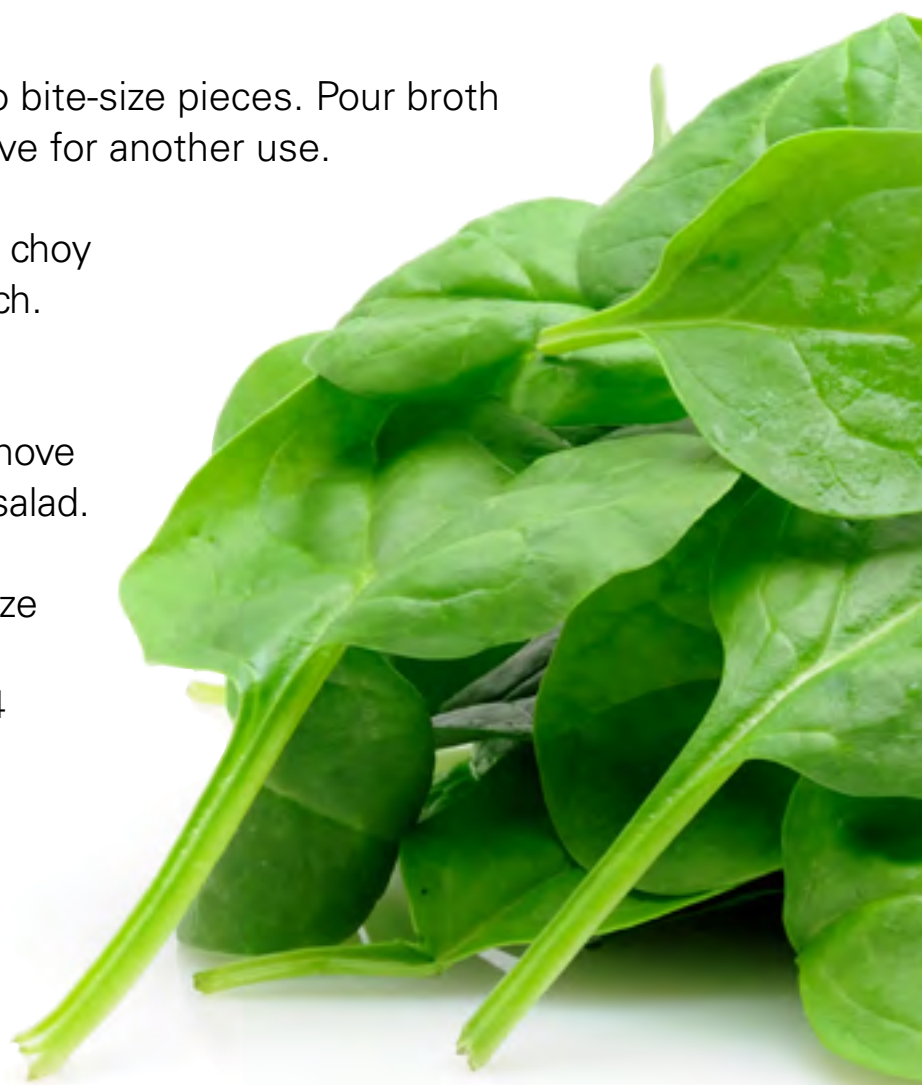 bite-size pieces. Pour broth
ve for another use.
choy
ch.
nove
salad.
ze
4